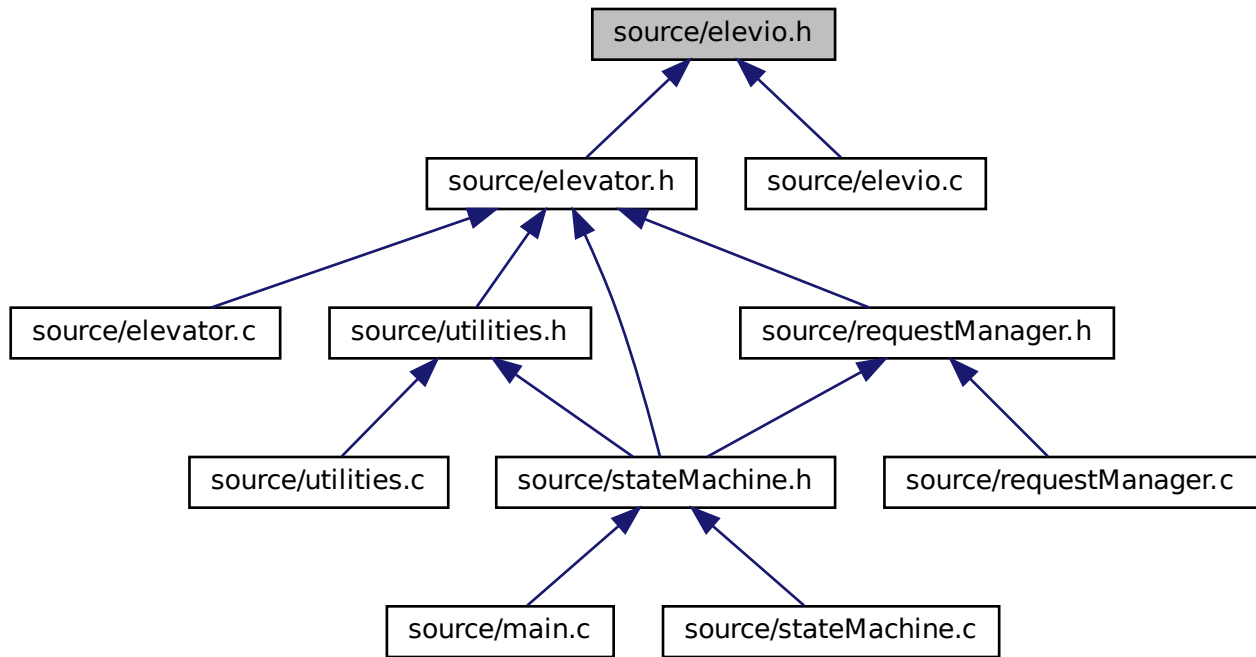 source/elevio.h
source/elevator.h
source/elevio.c
source/elevator.c
source/utilities.h
source/requestManager.h
source/utilities.c
source/stateMachine.h
source/requestManager.c
source/main.c
source/stateMachine.c